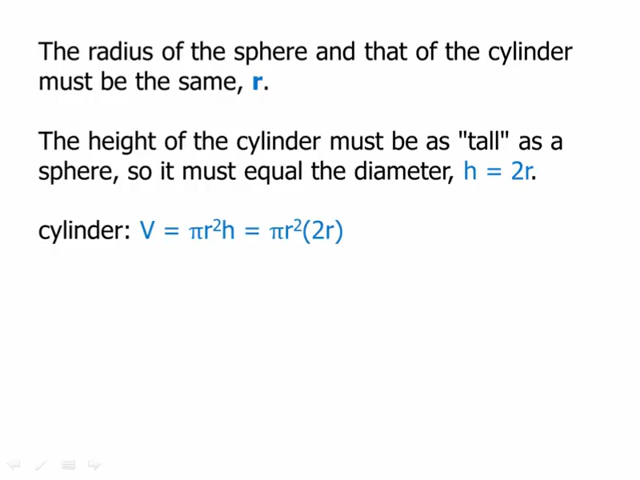 The radius of the sphere and that of the cylinder
must be the same, r.
The height of the cylinder must be as "tall" as a
sphere, so it must equal the diameter, h = 2r.
cylinder: V = πr²h = πr²(2r)